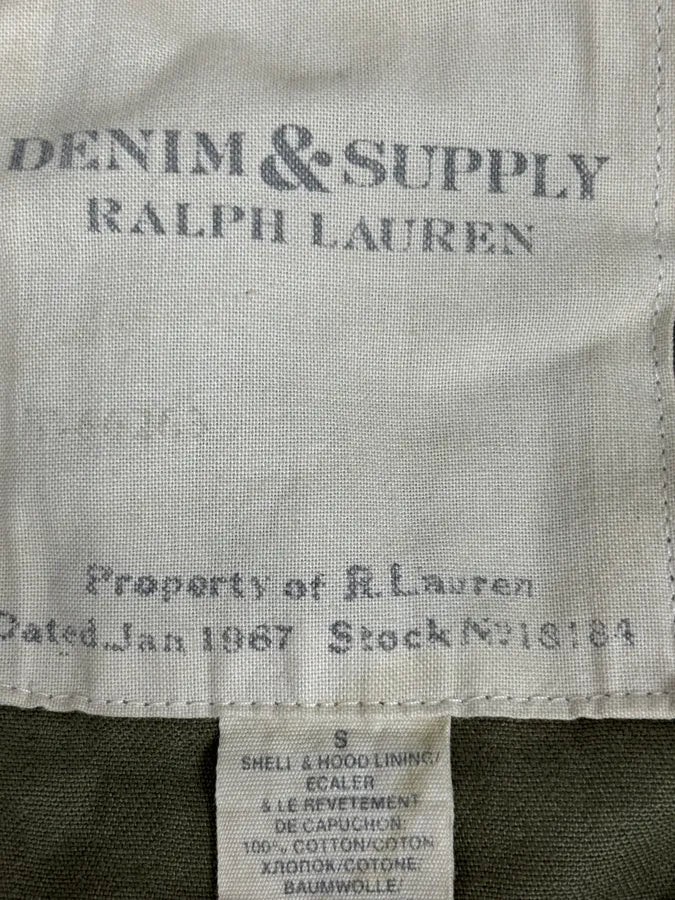 DENIM & SUPPLY
RALPH LAUREN
Property of R. Lauren
Dated Jan 1967 Stock No 18184
S
SHELL & HOOD LINING/
ECALER
& LE REVETEMENT
DE CAPUCHON:
100% COTTON/COTON
ХЛОПОК/COTONE/
BAUMWOLLE/